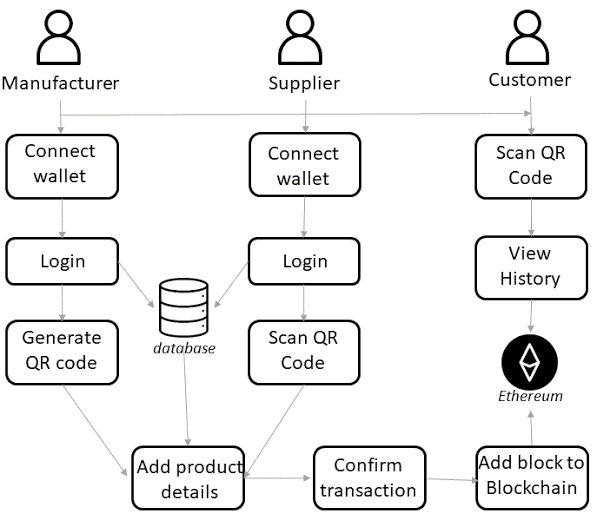 Manufacturer
Supplier
Customer
Connect
wallet
Connect
wallet
Scan QR
Code
Login
Login
View
History
Generate
QR code
database
Scan QR
Code
Ethereum
Add product
details
Confirm
transaction
Add block to
Blockchain